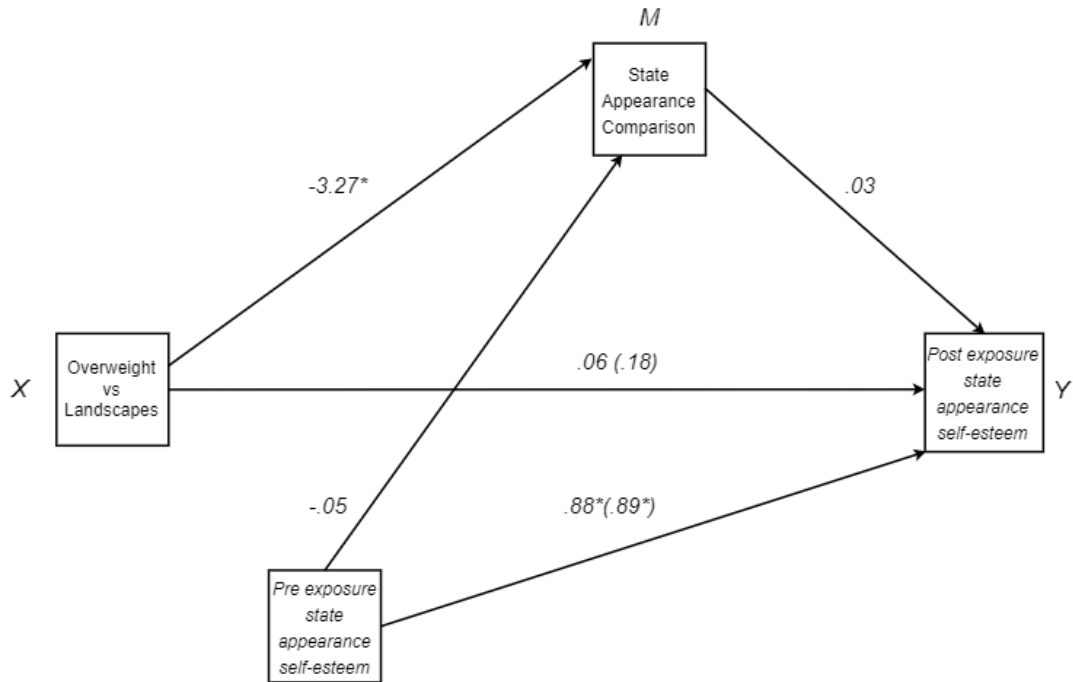 M
State
Appearance
Comparison
-3.27*
.03
X
Overweight
vs
Landscapes
.06 (.18)
Post exposure
state
appearance
self-esteem
Y
-.05
.88*(.89*)
Pre exposure
state
appearance
self-esteem